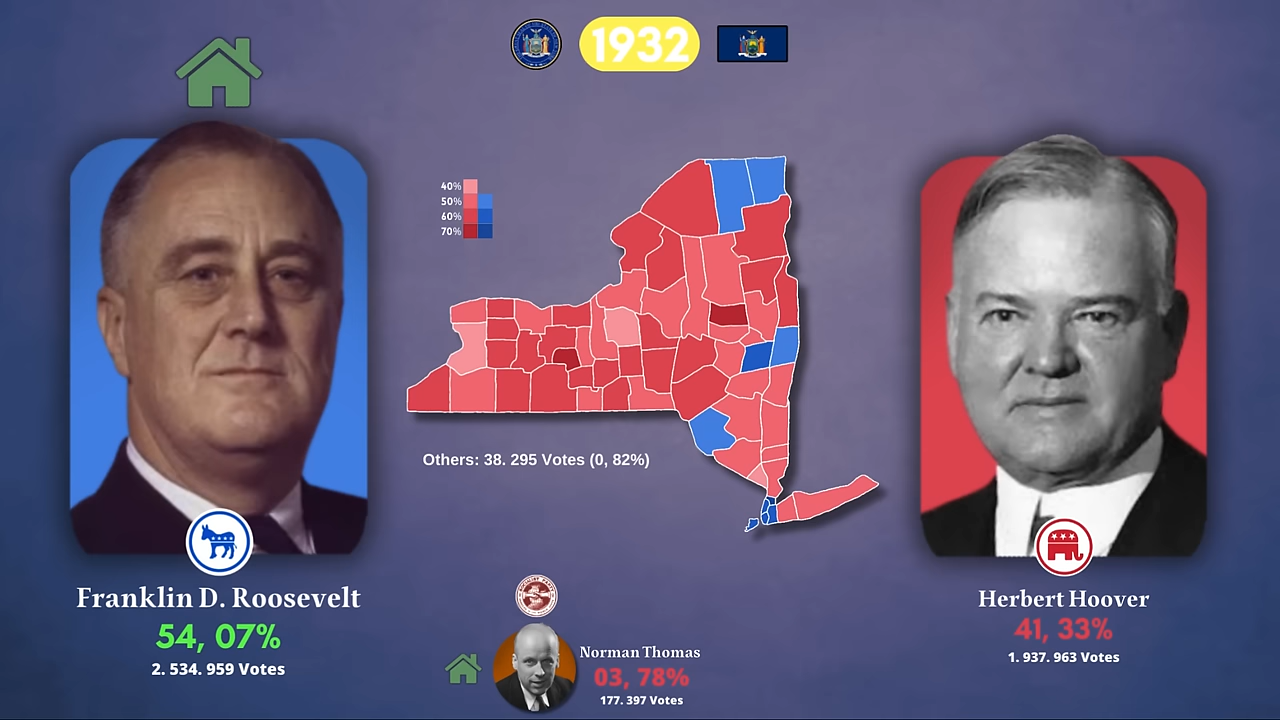 1932
40%
50%
60%
70%
Others: 38. 295 Votes (0, 82%)
Franklin D. Roosevelt
54, 07%
2. 534. 959 Votes
Herbert Hoover
41, 33%
1. 937. 963 Votes
Norman Thomas
03, 78%
177. 397 Votes